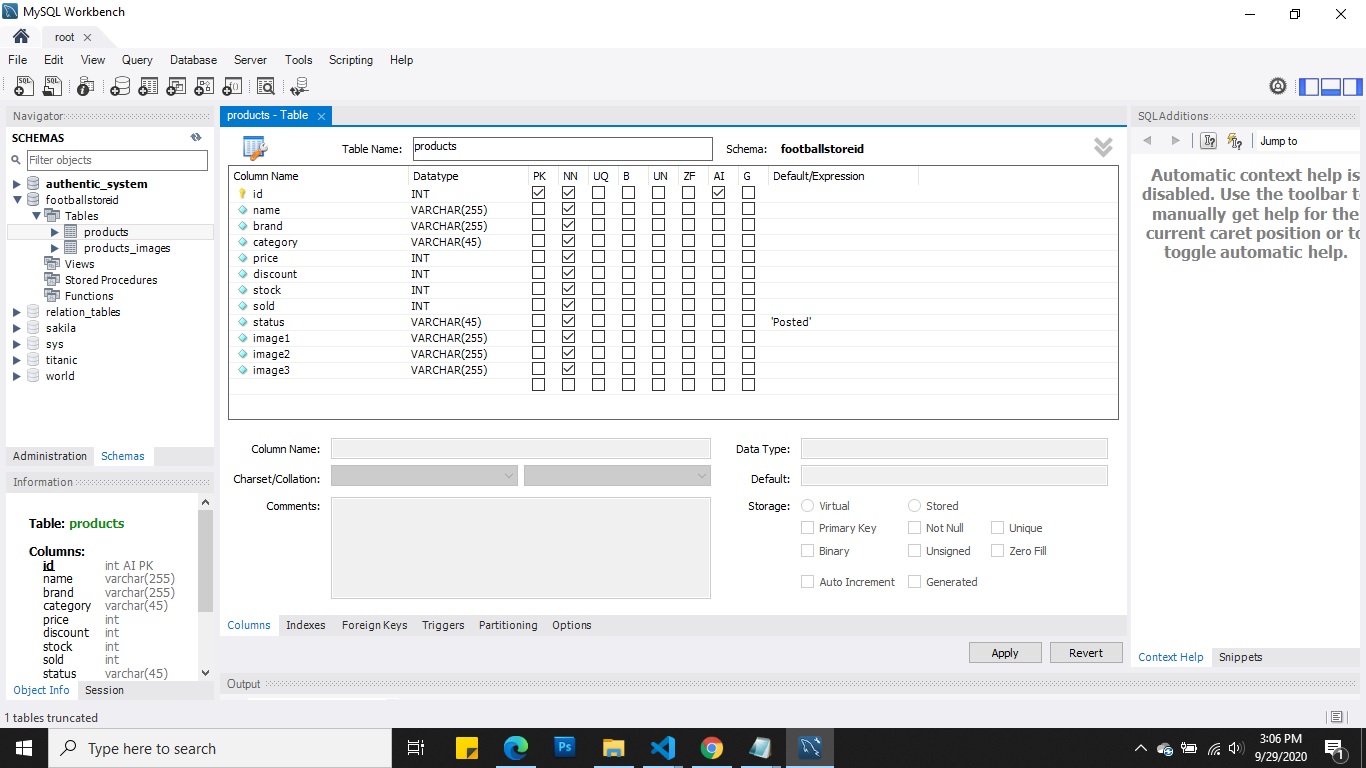 MySQL Workbench
root
File Edit View Query Database Server Tools Scripting Help
Navigator
SCHEMAS
Filter objects
authentic_system
footballstoreid
Tables
products
products_images
Views
Stored Procedures
Functions
relation_tables
sakila
sys
titanic
world
Administration Schemas
Information
Table: products
Columns:
id int AI PK
name varchar(255)
brand varchar(255)
category varchar(45)
price int
discount int
stock int
sold int
status varchar(45)
Object Info Session
products - Table
Table Name: products Schema: footballstoreid
Column Name Datatype PK NN UQ B UN ZF AI G Default/Expression
id INT
name VARCHAR(255)
brand VARCHAR(255)
category VARCHAR(45)
price INT
discount INT
stock INT
sold INT
status VARCHAR(45) 'Posted'
image1 VARCHAR(255)
image2 VARCHAR(255)
image3 VARCHAR(255)
Column Name: Data Type:
Charset/Collation: Default:
Comments: Storage: Virtual Stored
Primary Key Not Null Unique
Binary Unsigned Zero Fill
Auto Increment Generated
Columns Indexes Foreign Keys Triggers Partitioning Options
Apply Revert
Output
SQLAdditions
Jump to
Automatic context help is
disabled. Use the toolbar t
manually get help for the
current caret position or to
toggle automatic help.
Context Help Snippets
1 tables truncated
Type here to search
3:06 PM
9/29/2020
1